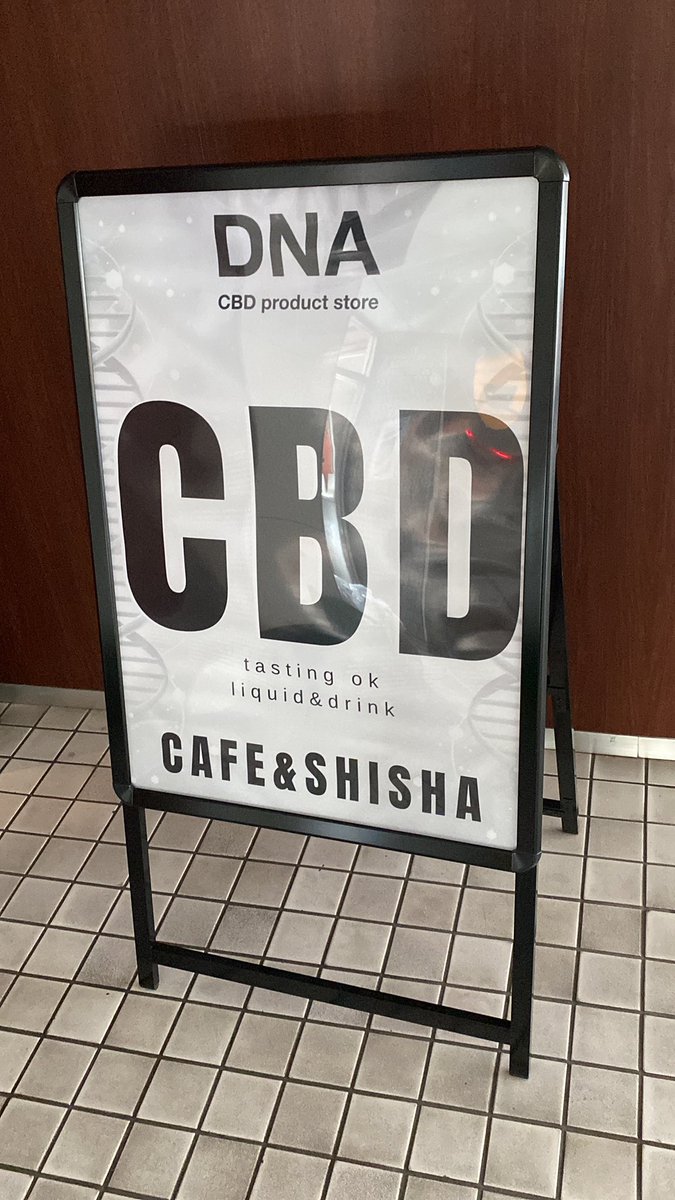 DNA
CBD product store
CBD
tasting ok
liquid&drink
CAFE&SHISHA